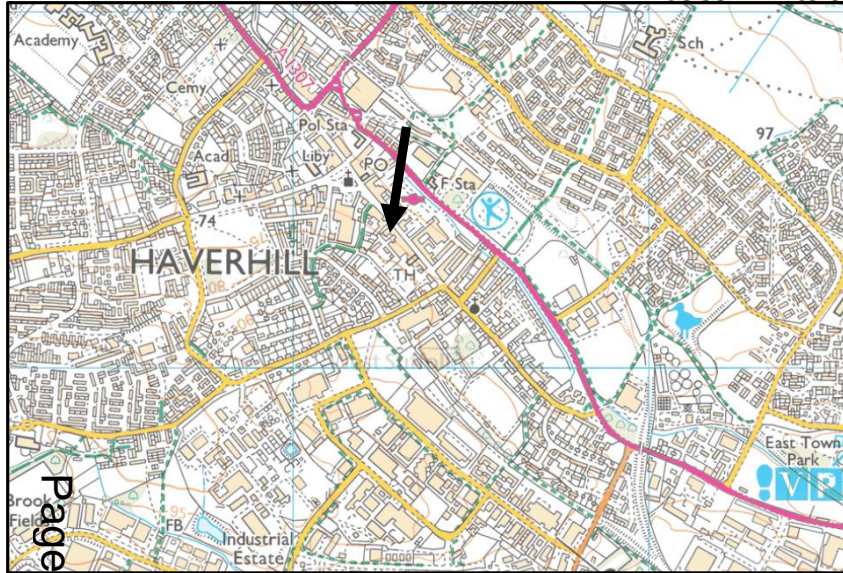 Academy
Sch
A1307
Cemy
97
Pol Sta
Acad
Liby
PO
F Sta
74
HAVERHILL
TH
East Town
Park
!VP
Brook
Field
FB
Industrial
Estate
Page